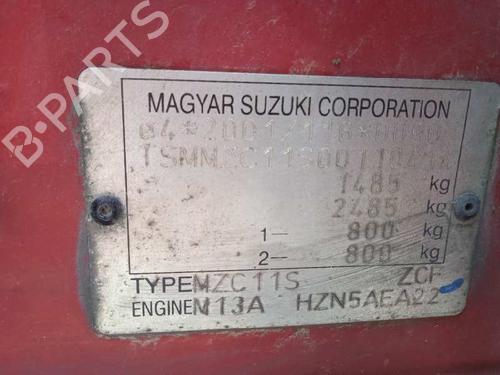 B-PARTS
MAGYAR SUZUKI CORPORATION
1485 kg
2485 kg
1— 800 kg
2— 800 kg
TYPE MZC11S ZCF
ENGINE M13A HZN5AEA22